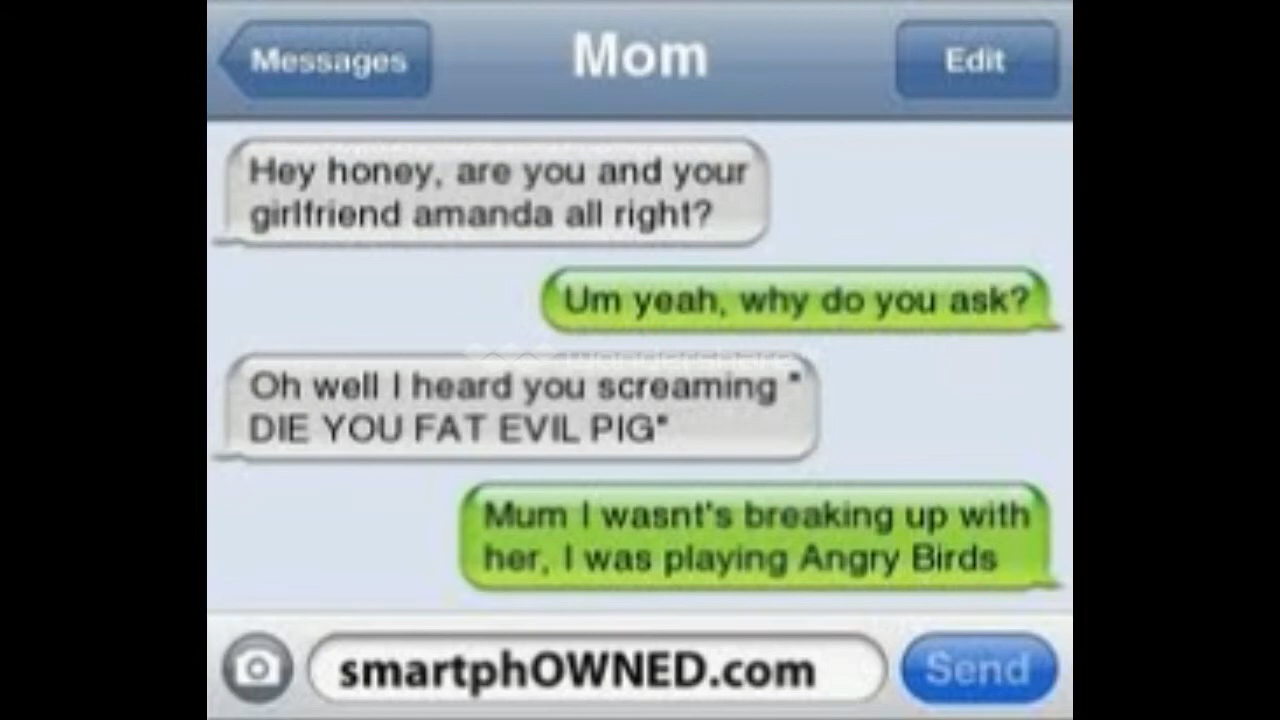 Messages
Mom
Edit
Hey honey, are you and your
girlfriend amanda all right?
Um yeah, why do you ask?
Oh well I heard you screaming "
DIE YOU FAT EVIL PIG"
Mum I wasnt's breaking up with
her, I was playing Angry Birds
smartphOWNED.com
Send